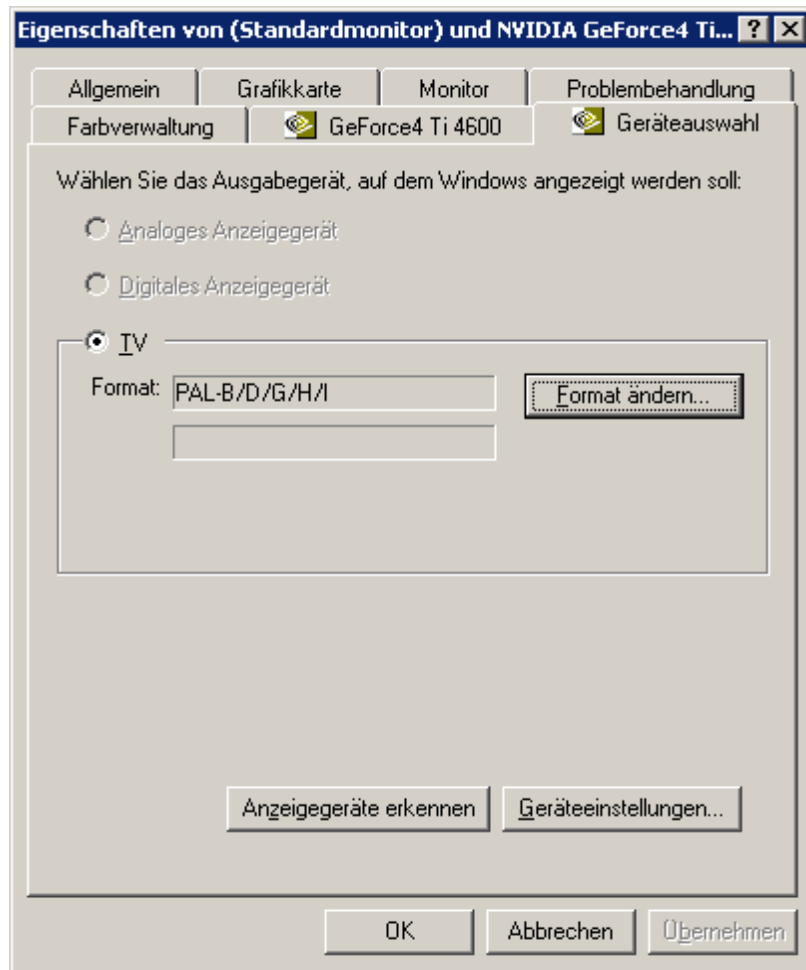 Eigenschaften von (Standardmonitor) und NVIDIA GeForce4 Ti...
Allgemein Grafikkarte Monitor Problembehandlung
Farbverwaltung GeForce4 Ti 4600 Geräteauswahl
Wählen Sie das Ausgabegerät, auf dem Windows angezeigt werden soll:
Analoges Anzeigegerät
Digitales Anzeigegerät
TV
Format: PAL-B/D/G/H/I Format ändern...
Anzeigegeräte erkennen Geräteeinstellungen...
OK Abbrechen Übernehmen